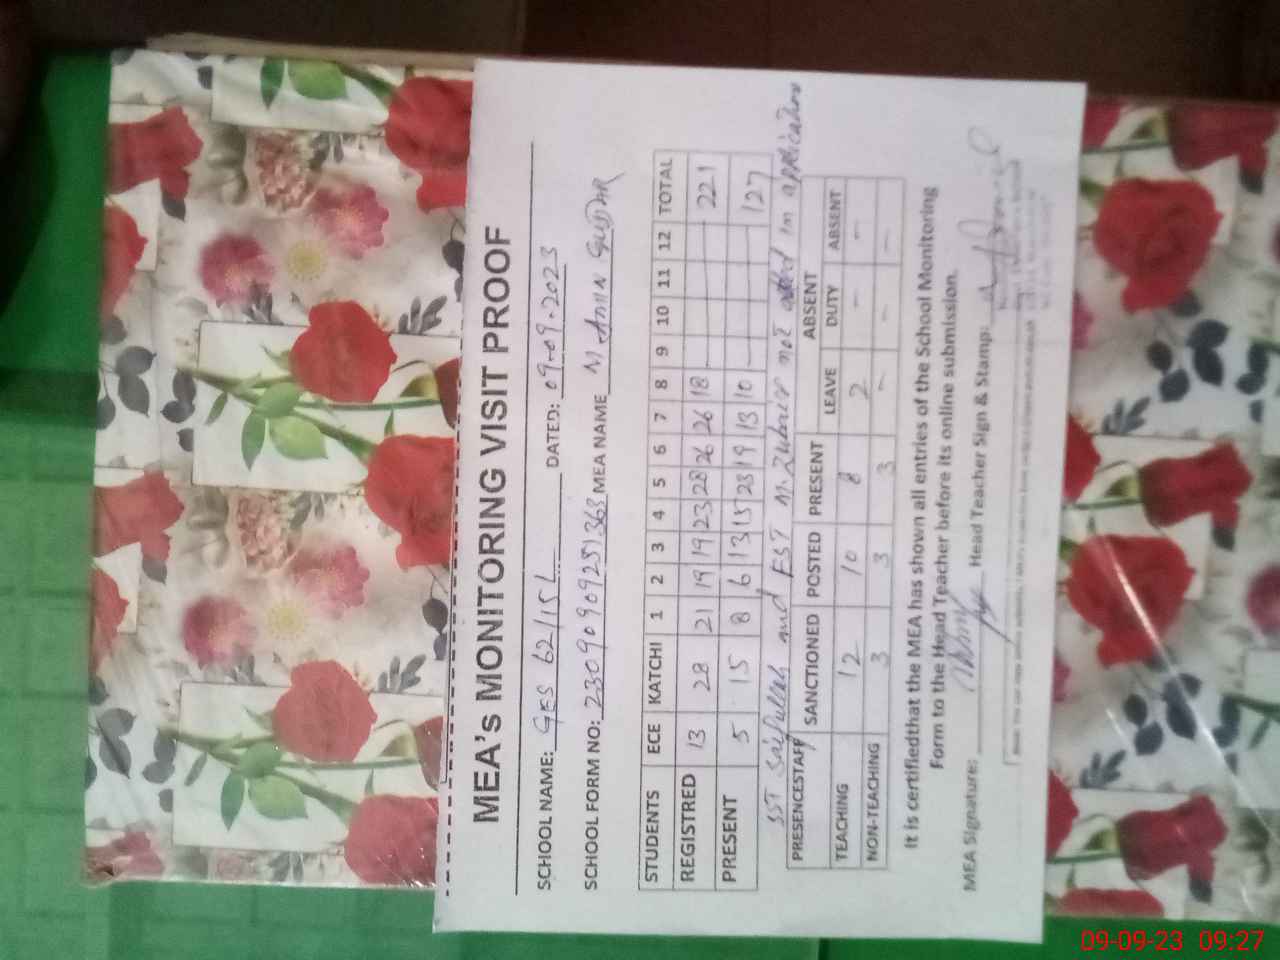 MEA's MONITORING VISIT PROOF
SCHOOL NAME: GES 62/15L DATED: 09-09-2023
SCHOOL FORM NO: 230909092513 63 MEA NAME M. Amin GUJJAR
STUDENTS ECE KATCHI 1 2 3 4 5 6 7 8 9 10 11 12 TOTAL
REGISTRED 13 28 21 19 19 23 28 26 26 18 221
PRESENT 5 15 8 6 13 15 23 19 13 10 127
SST Saifullah and EST M. Zubair not added in application
PRESENCESTAFF SANCTIONED POSTED PRESENT ABSENT
LEAVE DUTY ABSENT
TEACHING 12 10 8 2 - -
NON-TEACHING 3 3 3 - - -
It is certifiedthat the MEA has shown all entries of the School Monitoring
Form to the Head Teacher before its online submission.
MEA Signature: Head Teacher Sign & Stamp:
09-09-23 09:27